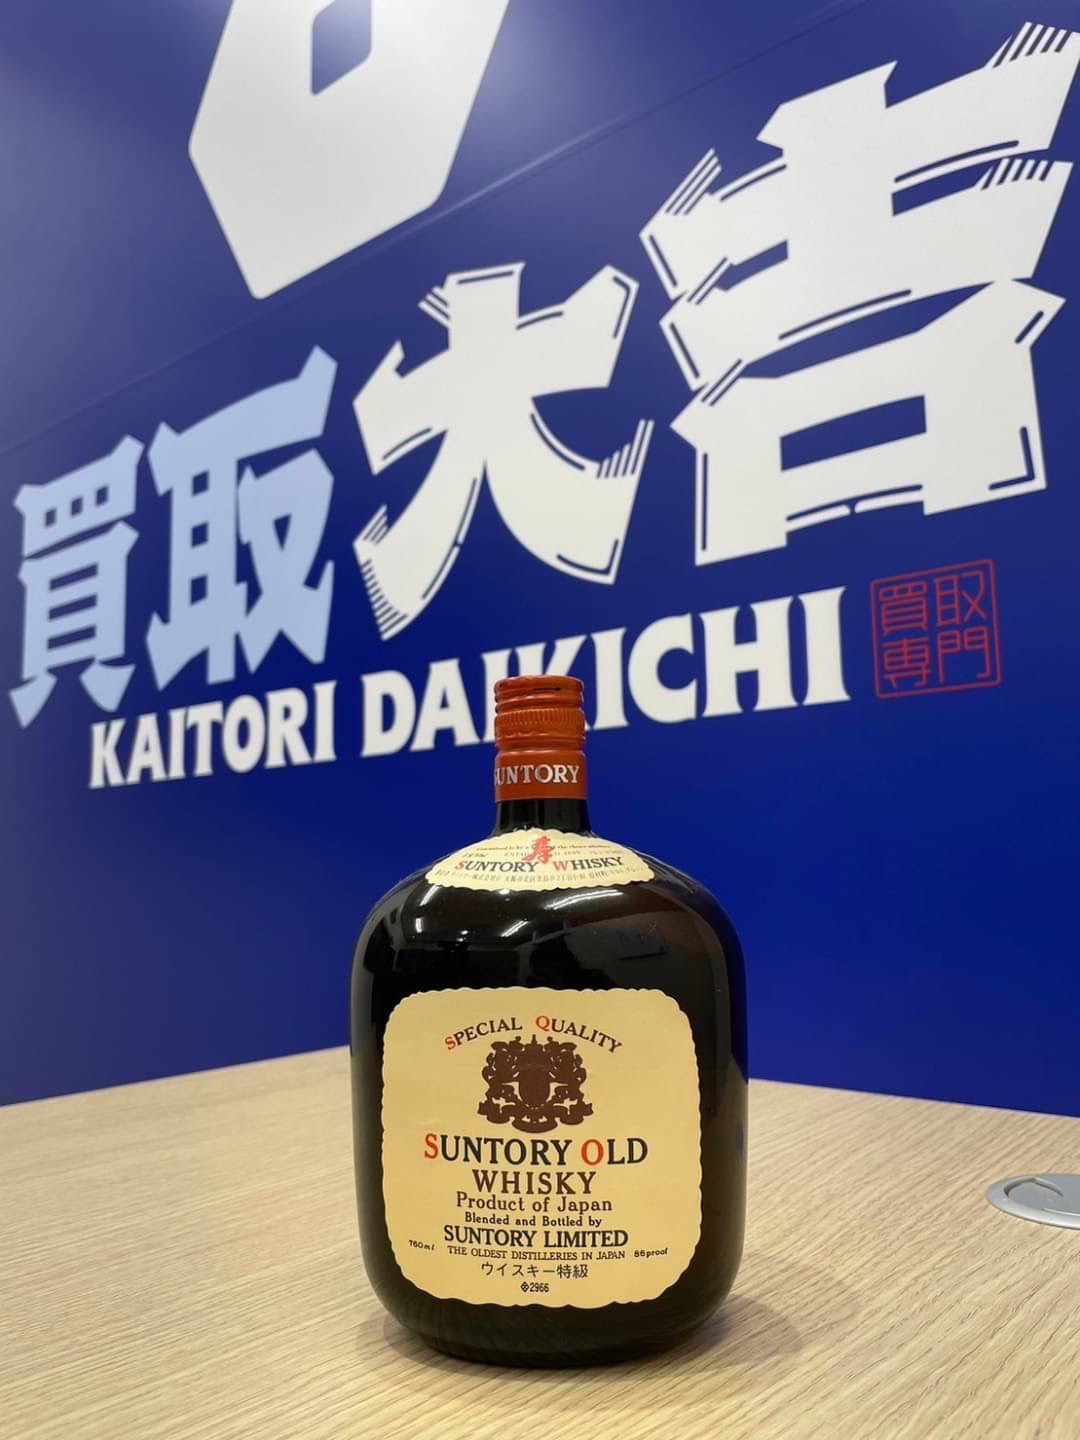 買取大吉
KAITORI DAIKICHI
買取
専門
SUNTORY
SUNTORY WHISKY
SPECIAL QUALITY
SUNTORY OLD
WHISKY
Product of Japan
Blended and Bottled by
SUNTORY LIMITED
760ml THE OLDEST DISTILLERIES IN JAPAN 86proof
ウイスキー特級
2966